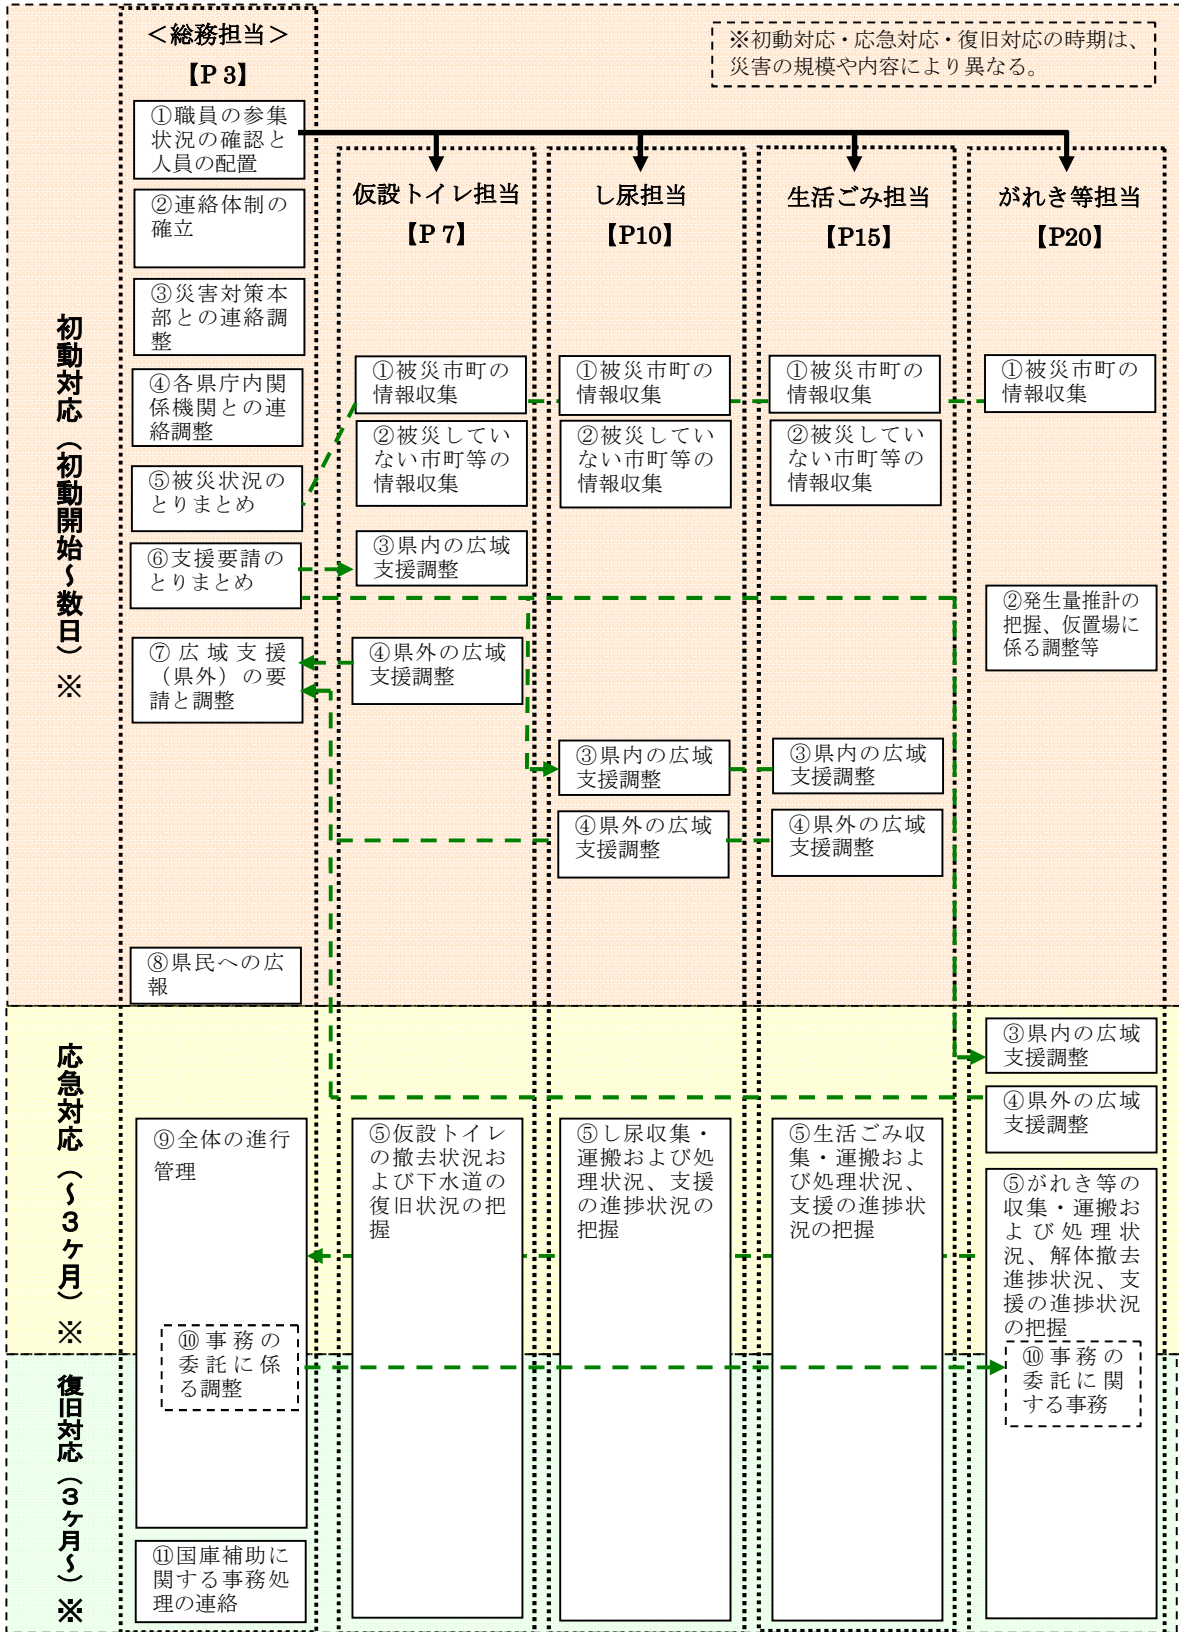 ＜総務担当＞
【P 3】
※初動対応・応急対応・復旧対応の時期は、
災害の規模や内容により異なる。
①職員の参集
状況の確認と
人員の配置
②連絡体制の
確立
③災害対策本
部との連絡調
整
④各県庁内関
係機関との連
絡調整
⑤被災状況の
とりまとめ
⑥支援要請の
とりまとめ
⑦広域支援
（県外）の要
請と調整
⑧県民への広
報
⑨全体の進行
管理
⑩事務の
委託に係
る調整
⑪国庫補助に
関する事務処
理の連絡
仮設トイレ担当
【P 7】
①被災市町の
情報収集
②被災してい
ない市町等の
情報収集
③県内の広域
支援調整
④県外の広域
支援調整
⑤仮設トイレ
の撤去状況お
よび下水道の
復旧状況の把
握
し尿担当
【P10】
①被災市町の
情報収集
②被災してい
ない市町等の
情報収集
③県内の広域
支援調整
④県外の広域
支援調整
⑤し尿収集・
運搬および処
理状況、支援
の進捗状況の
把握
生活ごみ担当
【P15】
①被災市町の
情報収集
②被災してい
ない市町等の
情報収集
③県内の広域
支援調整
④県外の広域
支援調整
⑤生活ごみ収
集・運搬およ
び処理状況、
支援の進捗状
況の把握
がれき等担当
【P20】
①被災市町の
情報収集
②発生量推計の
把握、仮置場に
係る調整等
③県内の広域
支援調整
④県外の広域
支援調整
⑤がれき等の
収集・運搬お
よび処理状
況、解体撤去
進捗状況、支
援の進捗状況
の把握
⑩事務の
委託に関
する事務
初動対応（初動開始～数日）※
応急対応（～３ヶ月）※
復旧対応（３ヶ月～）※